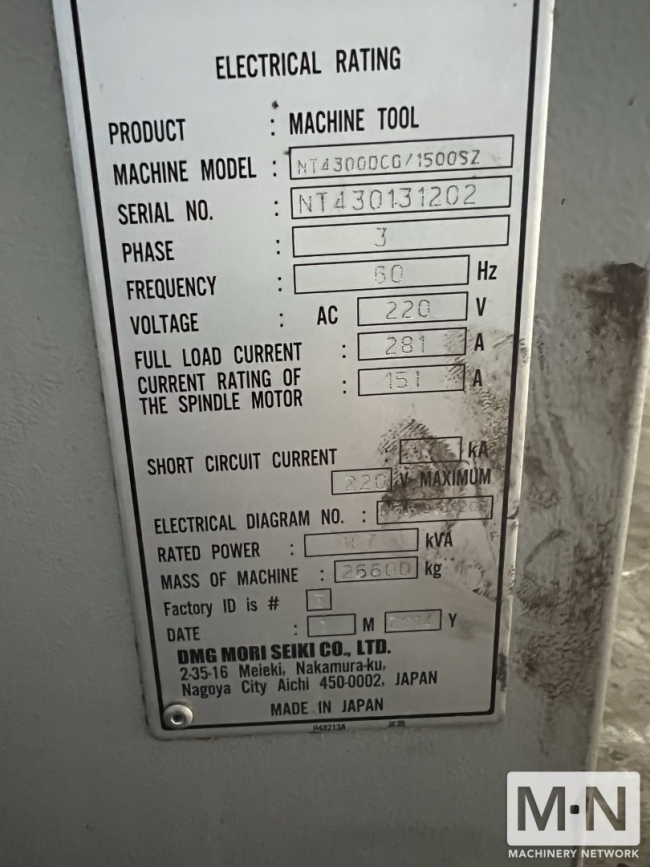 ELECTRICAL RATING
PRODUCT : MACHINE TOOL
MACHINE MODEL : NT4300DCG/1500SZ
SERIAL NO. : NT430131202
PHASE : 3
FREQUENCY : 60 Hz
VOLTAGE : AC 220 V
FULL LOAD CURRENT : 281 A
CURRENT RATING OF
THE SPINDLE MOTOR : 151 A
SHORT CIRCUIT CURRENT kA
220 V MAXIMUM
ELECTRICAL DIAGRAM NO. :
RATED POWER : 107 kVA
MASS OF MACHINE : 26600 kg
Factory ID is #
DATE : M Y
DMG MORI SEIKI CO., LTD.
2-35-16 Meieki, Nakamura-ku,
Nagoya City Aichi 450-0002, JAPAN
MADE IN JAPAN
M·N
MACHINERY NETWORK